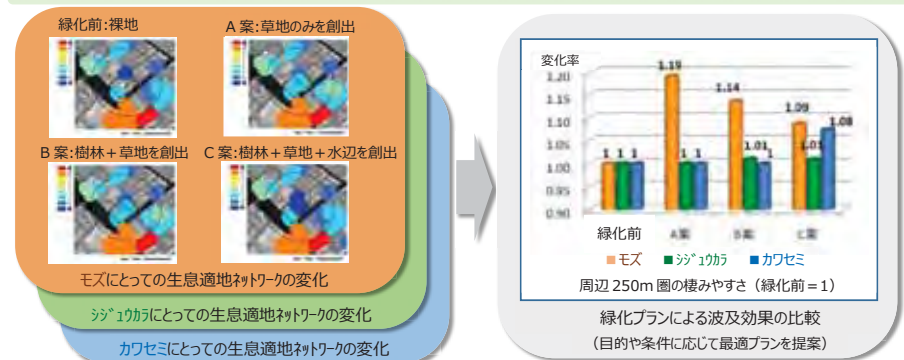 緑化前:裸地
A 案:草地のみを創出
B 案:樹林＋草地を創出
C 案:樹林＋草地＋水辺を創出
モズにとっての生息適地ネットワークの変化
シジュウカラにとっての生息適地ネットワークの変化
カワセミにとっての生息適地ネットワークの変化
変化率
1.20
1.15
1.10
1.05
1.00
0.95
0.90
1 1 1
1.19 1 1
1.14 1.01 1
1.09 1.01 1.08
緑化前 A案 B案 C案
モズ シジュウカラ カワセミ
周辺 250m 圏の棲みやすさ（緑化前＝1）
緑化プランによる波及効果の比較
（目的や条件に応じて最適プランを提案）